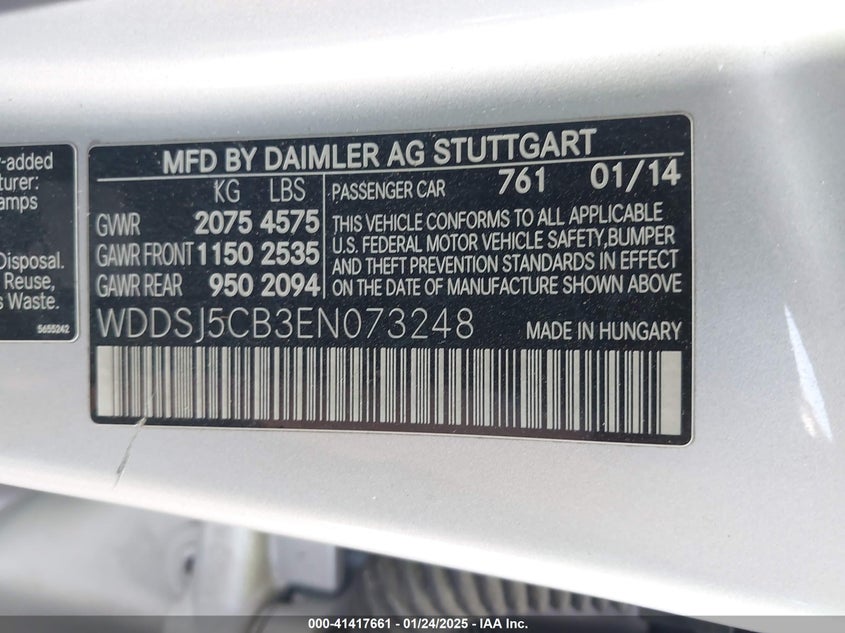 r-added
turer:
amps
Disposal.
Reuse,
s Waste.
5655242
MFD BY DAIMLER AG STUTTGART
KG LBS
GVWR 2075 4575
GAWR FRONT 1150 2535
GAWR REAR 950 2094
PASSENGER CAR 761 01/14
THIS VEHICLE CONFORMS TO ALL APPLICABLE
U.S. FEDERAL MOTOR VEHICLE SAFETY, BUMPER
AND THEFT PREVENTION STANDARDS IN EFFECT
ON THE DATE OF MANUFACTURE SHOWN ABOVE
WDDSJ5CB3EN073248 MADE IN HUNGARY
000-41417661 - 01/24/2025 - IAA Inc.